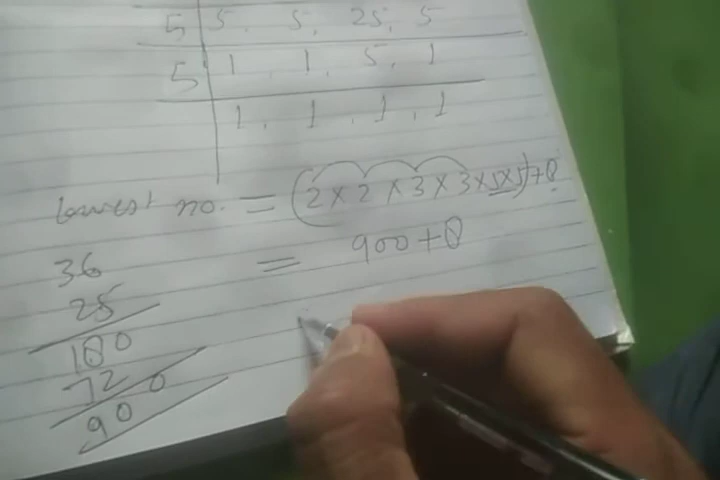 5 | 5, 5, 25, 5
5 | 1, 1, 5, 1
1, 1, 1, 1
lowest no. = (2×2×3×3×5×5)+8
= 900+8
36
25
180
720
900